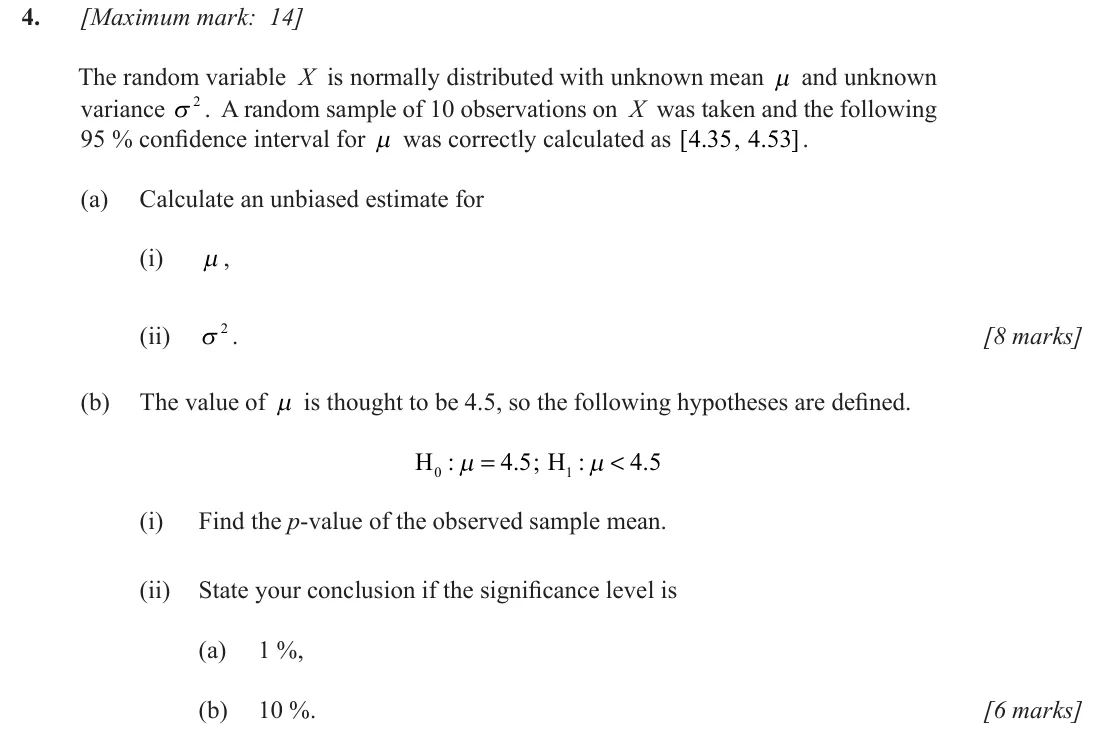 4. [Maximum mark: 14]
The random variable X is normally distributed with unknown mean μ and unknown
variance σ². A random sample of 10 observations on X was taken and the following
95 % confidence interval for μ was correctly calculated as [4.35, 4.53].
(a) Calculate an unbiased estimate for
(i) μ,
(ii) σ². [8 marks]
(b) The value of μ is thought to be 4.5, so the following hypotheses are defined.
H₀ : μ = 4.5; H₁ : μ < 4.5
(i) Find the p-value of the observed sample mean.
(ii) State your conclusion if the significance level is
(a) 1 %,
(b) 10 %. [6 marks]